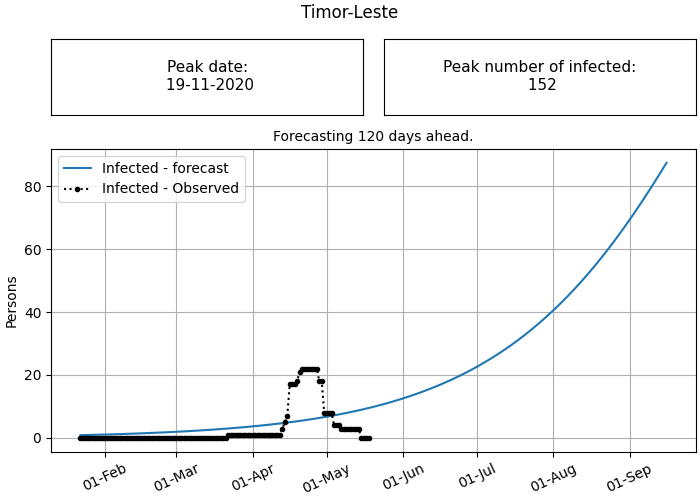 Timor-Leste
Peak date:
19-11-2020
Peak number of infected:
152
Forecasting 120 days ahead.
Infected - forecast
Infected - Observed
Persons
80
60
40
20
0
01-Feb
01-Mar
01-Apr
01-May
01-Jun
01-Jul
01-Aug
01-Sep